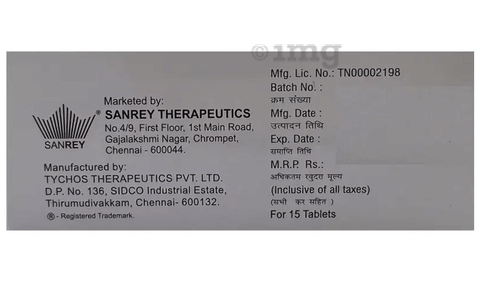 1mg
Marketed by:
SANREY THERAPEUTICS
No.4/9, First Floor, 1st Main Road,
Gajalakshmi Nagar, Chrompet,
Chennai - 600044.
SANREY
®
Manufactured by:
TYCHOS THERAPEUTICS PVT. LTD.
D.P. No. 136, SIDCO Industrial Estate,
Thirumudivakkam, Chennai- 600132.
® - Registered Trademark.
Mfg. Lic. No.: TN00002198
Batch No. :
क्रम संख्या
Mfg. Date :
उत्पादन तिथि
Exp. Date :
समाप्ति तिथि
M.R.P. Rs.:
अधिकतम खुदरा मूल्य
(Inclusive of all taxes)
(सभी कर सहित )
For 15 Tablets